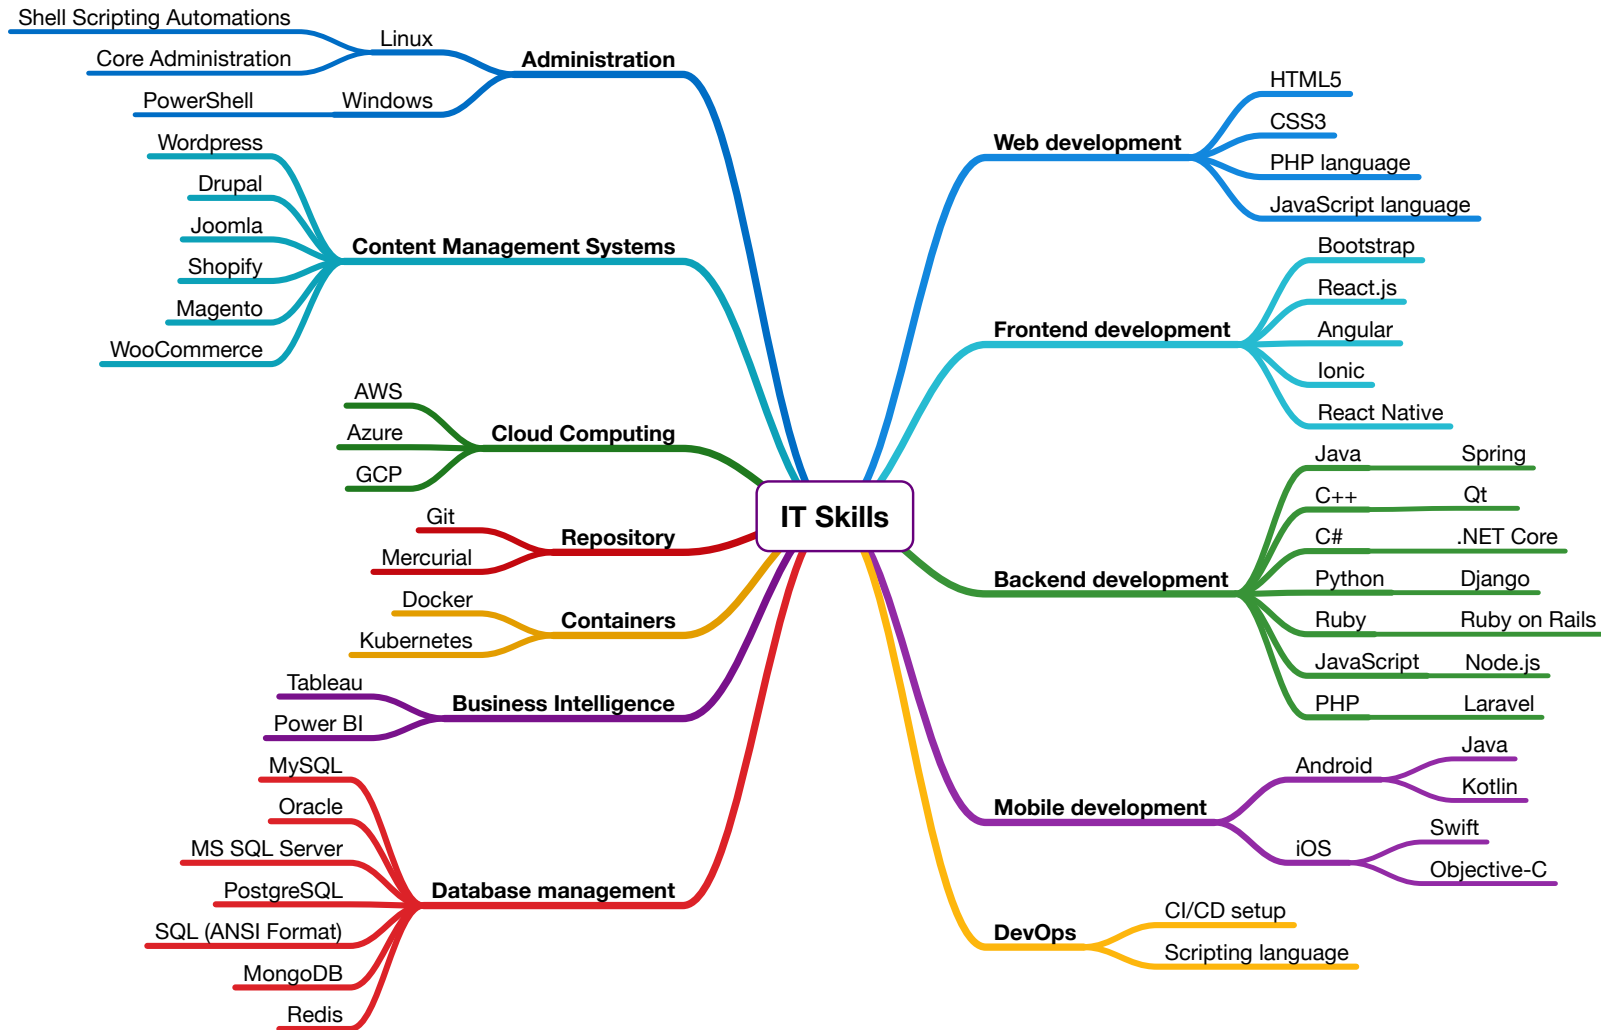 IT Skills
Administration
Linux
Shell Scripting Automations
Core Administration
Windows
PowerShell
Content Management Systems
Wordpress
Drupal
Joomla
Shopify
Magento
WooCommerce
Cloud Computing
AWS
Azure
GCP
Repository
Git
Mercurial
Containers
Docker
Kubernetes
Business Intelligence
Tableau
Power BI
Database management
MySQL
Oracle
MS SQL Server
PostgreSQL
SQL (ANSI Format)
MongoDB
Redis
Web development
HTML5
CSS3
PHP language
JavaScript language
Frontend development
Bootstrap
React.js
Angular
Ionic
React Native
Backend development
Java
Spring
C++
Qt
C#
.NET Core
Python
Django
Ruby
Ruby on Rails
JavaScript
Node.js
PHP
Laravel
Mobile development
Android
Java
Kotlin
iOS
Swift
Objective-C
DevOps
CI/CD setup
Scripting language